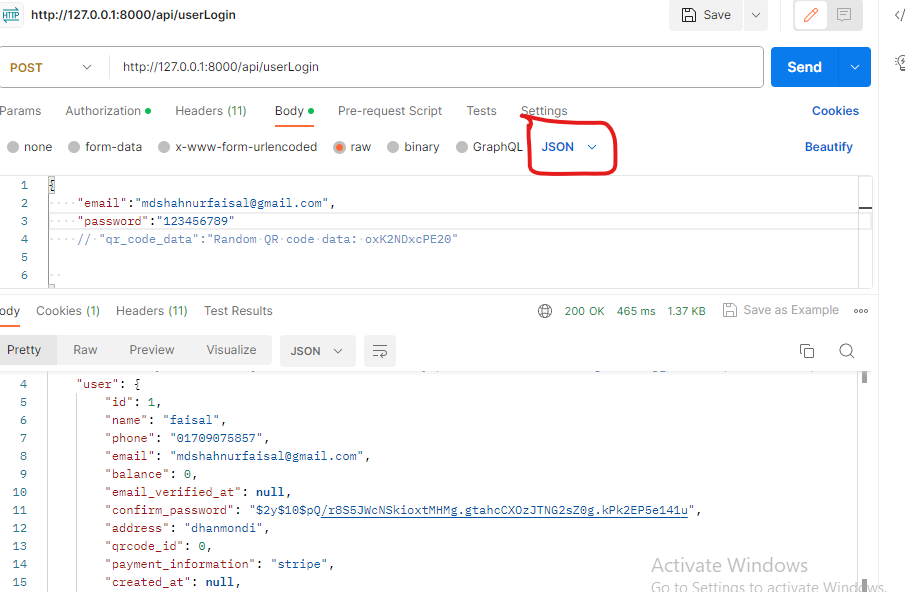 HTTP http://127.0.0.1:8000/api/userLogin Save
POST http://127.0.0.1:8000/api/userLogin Send
Params Authorization Headers (11) Body Pre-request Script Tests Settings Cookies
none form-data x-www-form-urlencoded raw binary GraphQL JSON Beautify
1 {
2 "email":"mdshahnurfaisal@gmail.com",
3 "password":"123456789"
4 // "qr_code_data":"Random QR code data: oxK2NDxcPE20"
5
6
ody Cookies (1) Headers (11) Test Results 200 OK 465 ms 1.37 KB Save as Example
Pretty Raw Preview Visualize JSON
4 "user": {
5 "id": 1,
6 "name": "faisal",
7 "phone": "01709075857",
8 "email": "mdshahnurfaisal@gmail.com",
9 "balance": 0,
10 "email_verified_at": null,
11 "confirm_password": "$2y$10$pQ/r8S5JWcNSkioxtMHMg.gtahcCXOzJTNG2sZ0g.kPk2EP5e141u",
12 "address": "dhanmondi",
13 "qrcode_id": 0,
14 "payment_information": "stripe",
15 "created_at": null,
Activate Windows
Go to Settings to activate Windows.